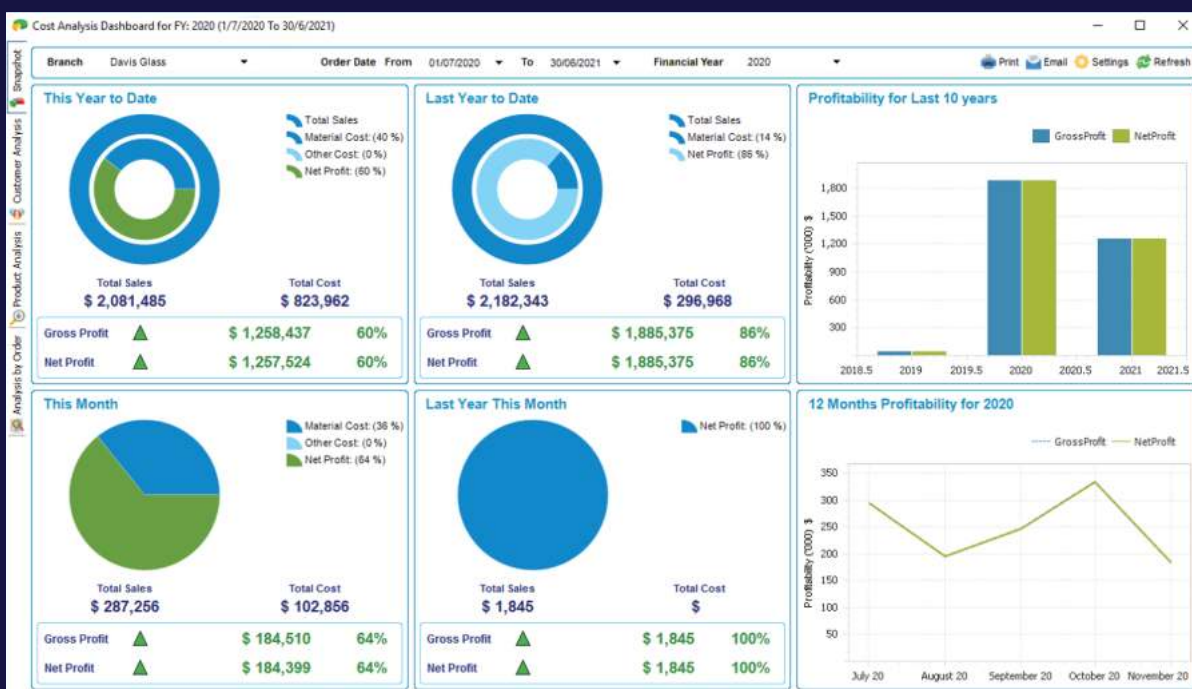 Cost Analysis Dashboard for FY: 2020 (1/7/2020 To 30/6/2021)
Snapshot
Customer Analysis
Product Analysis
Analysis by Order
Branch Davis Glass Order Date From 01/07/2020 To 30/06/2021 Financial Year 2020 Print Email Settings Refresh
This Year to Date
Total Sales
Material Cost: (40 %)
Other Cost: (0 %)
Net Profit: (60 %)
Total Sales Total Cost
$ 2,081,485 $ 823,962
Gross Profit $ 1,258,437 60%
Net Profit $ 1,257,524 60%
Last Year to Date
Total Sales
Material Cost: (14 %)
Net Profit: (86 %)
Total Sales Total Cost
$ 2,182,343 $ 296,968
Gross Profit $ 1,885,375 86%
Net Profit $ 1,885,375 86%
Profitability for Last 10 years
GrossProfit NetProfit
Profitability ('000) $
1,800
1,500
1,200
900
600
300
2018.5 2019 2019.5 2020 2020.5 2021 2021.5
This Month
Material Cost: (36 %)
Other Cost: (0 %)
Net Profit: (64 %)
Total Sales Total Cost
$ 287,256 $ 102,856
Gross Profit $ 184,510 64%
Net Profit $ 184,399 64%
Last Year This Month
Net Profit: (100 %)
Total Sales Total Cost
$ 1,845 $
Gross Profit $ 1,845 100%
Net Profit $ 1,845 100%
12 Months Profitability for 2020
GrossProfit NetProfit
Profitability ('000) $
350
300
250
200
150
100
50
July 20 August 20 September 20 October 20 November 20